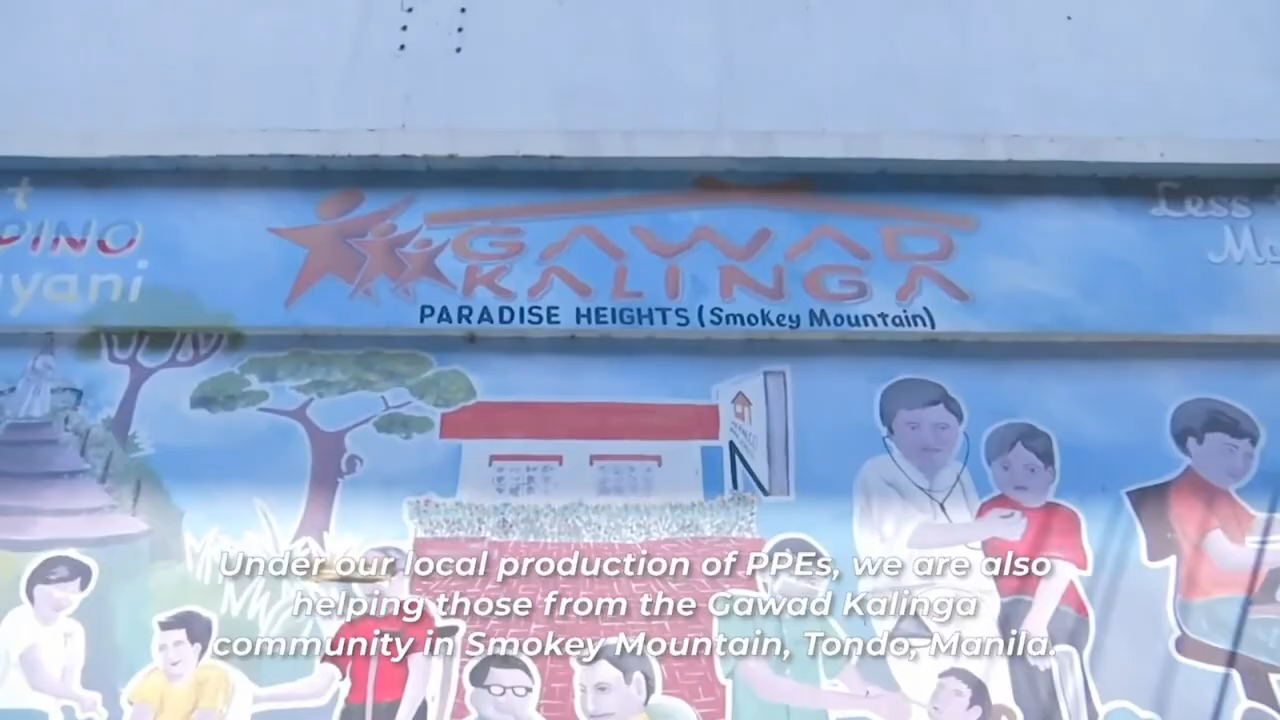 GAWAD
KALINGA
PARADISE HEIGHTS (Smokey Mountain)
Less
yani
Under our local production of PPEs, we are also
helping those from the Gawad Kalinga
community in Smokey Mountain, Tondo, Manila.